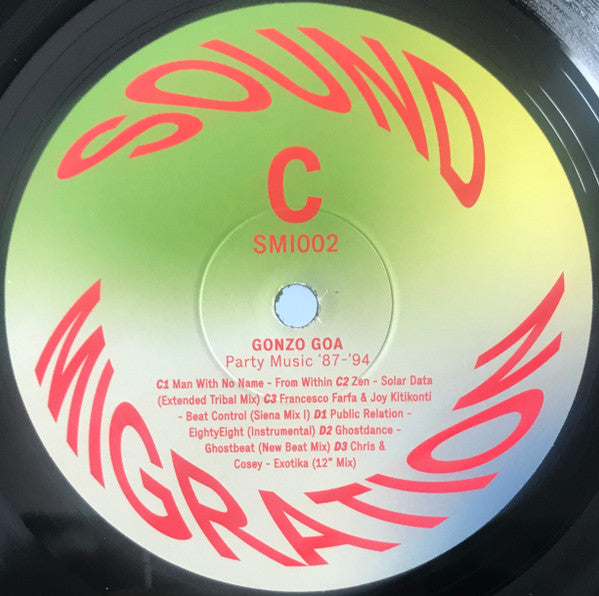 SOUND
C
SMI002
GONZO GOA
Party Music '87-'94
C1 Man With No Name - From Within C2 Zen - Solar Data
(Extended Tribal Mix) C3 Francesco Farfa & Joy Kitikonti
- Beat Control (Siena Mix I) D1 Public Relation -
EightyEight (Instrumental) D2 Ghostdance -
Ghostbeat (New Beat Mix) D3 Chris &
Cosey - Exotika (12" Mix)
MIGRATION